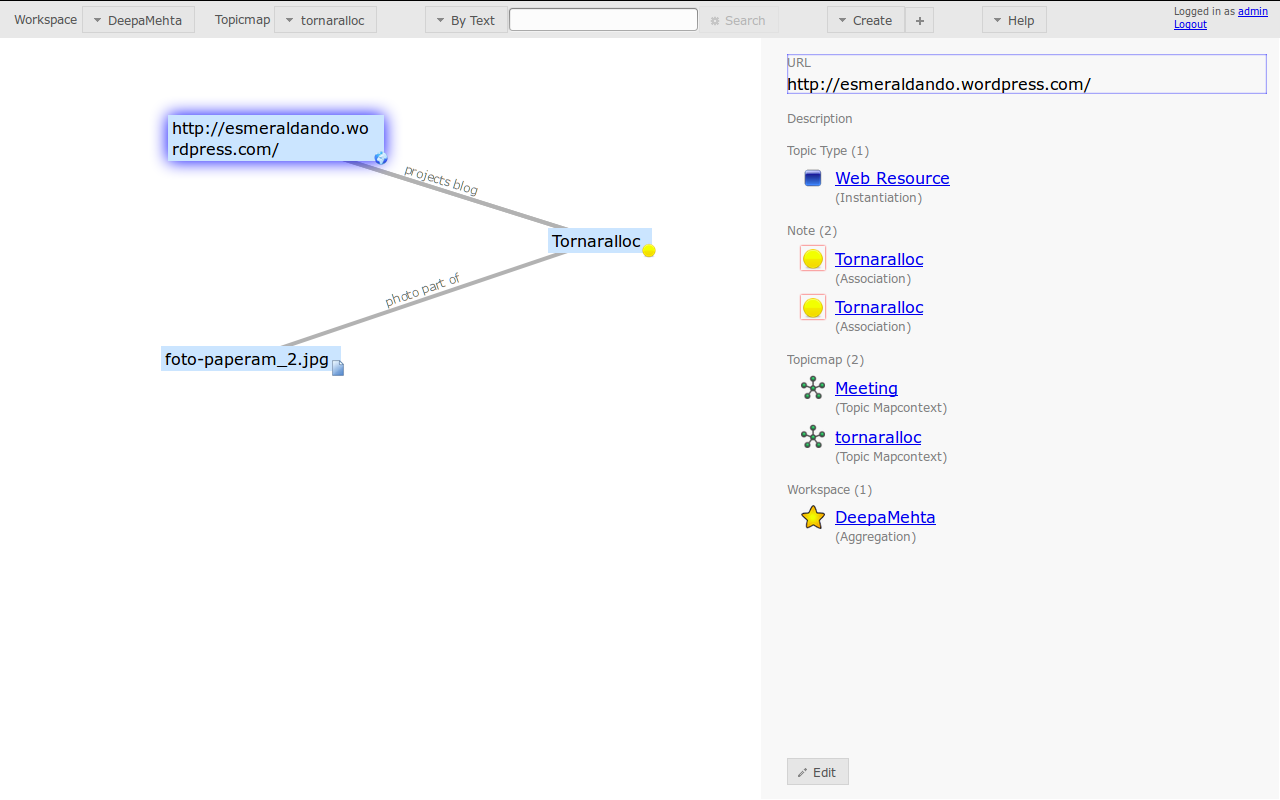 Workspace DeepaMehta Topicmap tornaralloc By Text Search Create + Help Logged in as admin
Logout
http://esmeraldando.wo
rdpress.com/
projects blog
Tornaralloc
photo part of
foto-paperam_2.jpg
URL
http://esmeraldando.wordpress.com/
Description
Topic Type (1)
Web Resource
(Instantiation)
Note (2)
Tornaralloc
(Association)
Tornaralloc
(Association)
Topicmap (2)
Meeting
(Topic Mapcontext)
tornaralloc
(Topic Mapcontext)
Workspace (1)
DeepaMehta
(Aggregation)
Edit